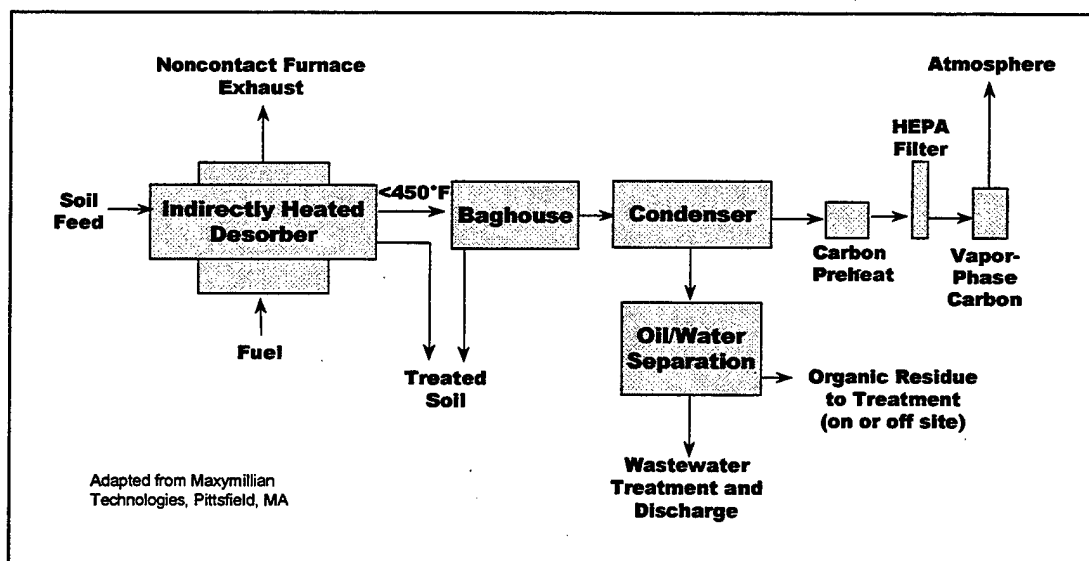 Noncontact Furnace
Exhaust
Atmosphere
HEPA
Filter
Soil
Feed
Indirectly Heated
Desorber
<450°F
Baghouse
Condenser
Carbon
Preheat
Vapor-
Phase
Carbon
Fuel
Treated
Soil
Oil/Water
Separation
Organic Residue
to Treatment
(on or off site)
Wastewater
Treatment and
Discharge
Adapted from Maxymillian
Technologies, Pittsfield, MA